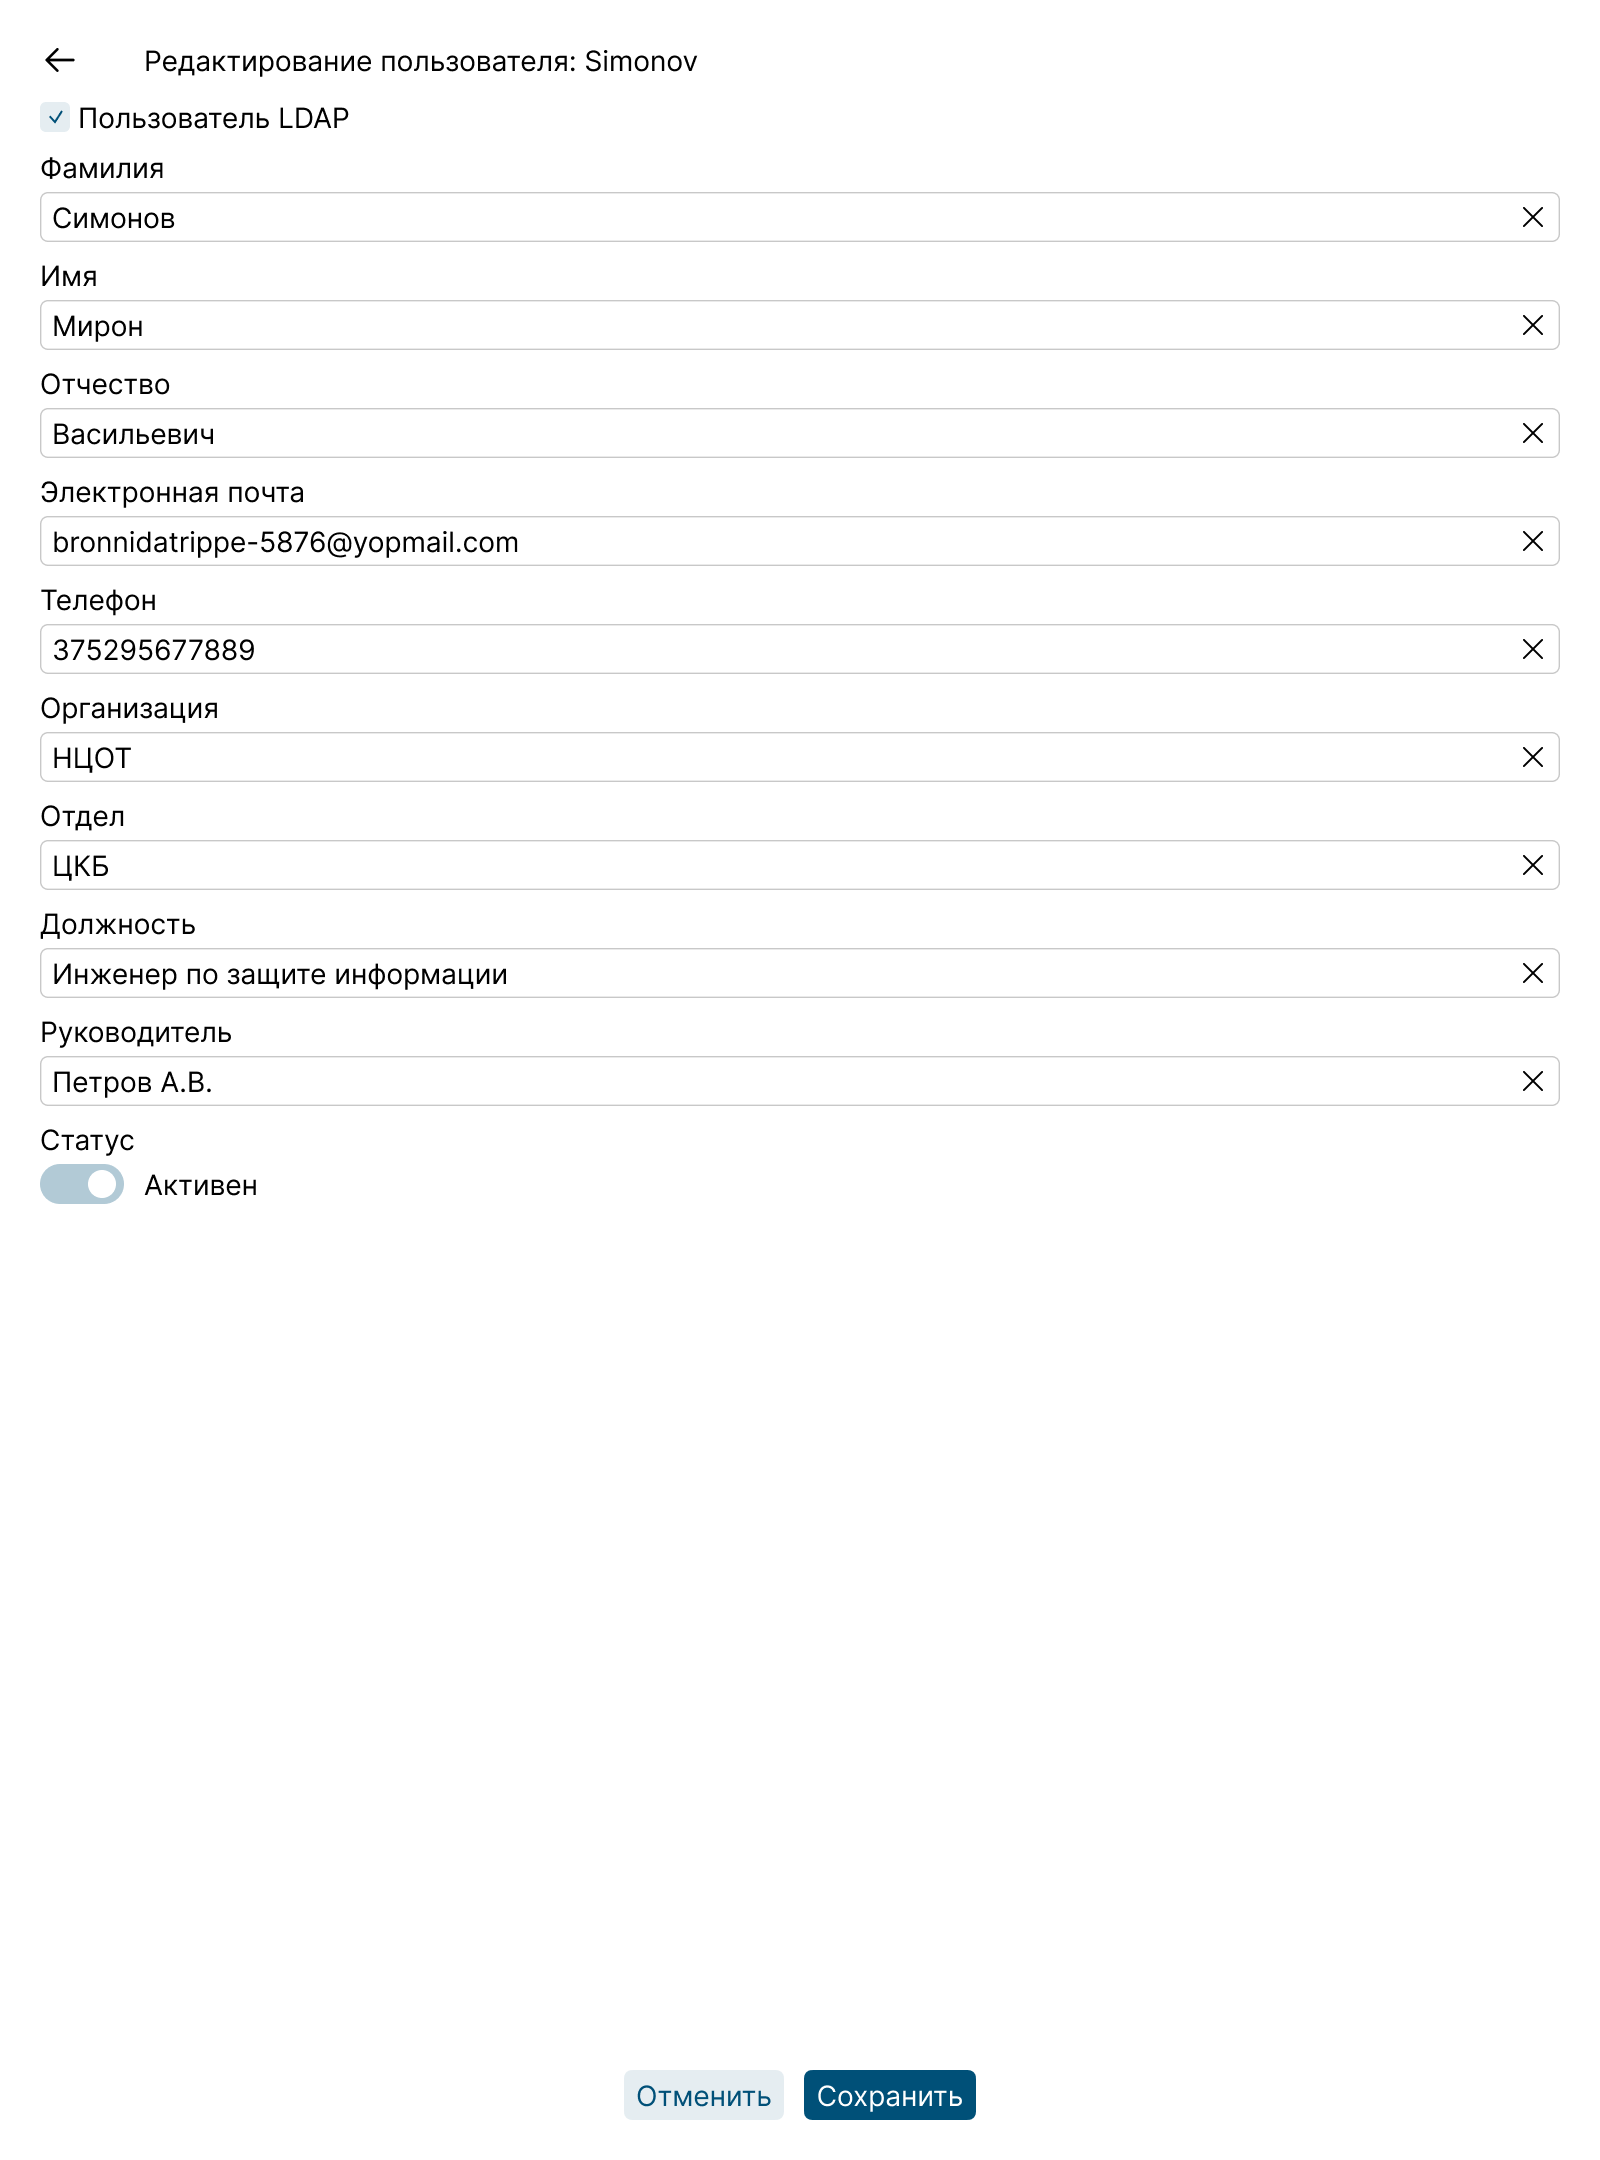 Редактирование пользователя: Simonov
Пользователь LDAP
Фамилия
Симонов
Имя
Мирон
Отчество
Васильевич
Электронная почта
bronnidatrippe-5876@yopmail.com
Телефон
375295677889
Организация
НЦОТ
Отдел
ЦКБ
Должность
Инженер по защите информации
Руководитель
Петров А.В.
Статус
Активен
Отменить Сохранить